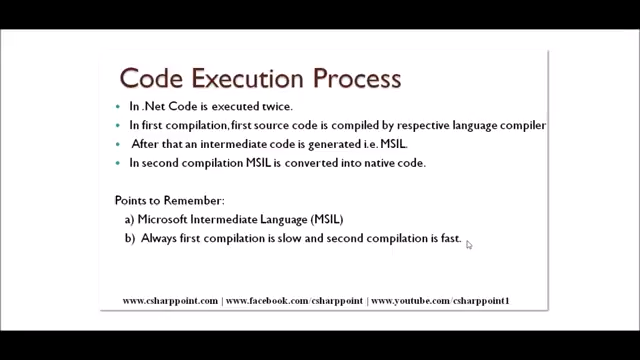 Code Execution Process
• In .Net Code is executed twice.
• In first compilation, first source code is compiled by respective language compiler
• After that an intermediate code is generated i.e. MSIL.
• In second compilation MSIL is converted into native code.
Points to Remember:
a) Microsoft Intermediate Language (MSIL)
b) Always first compilation is slow and second compilation is fast.
www.csharppoint.com | www.facebook.com/csharppoint | www.youtube.com/csharppoint1